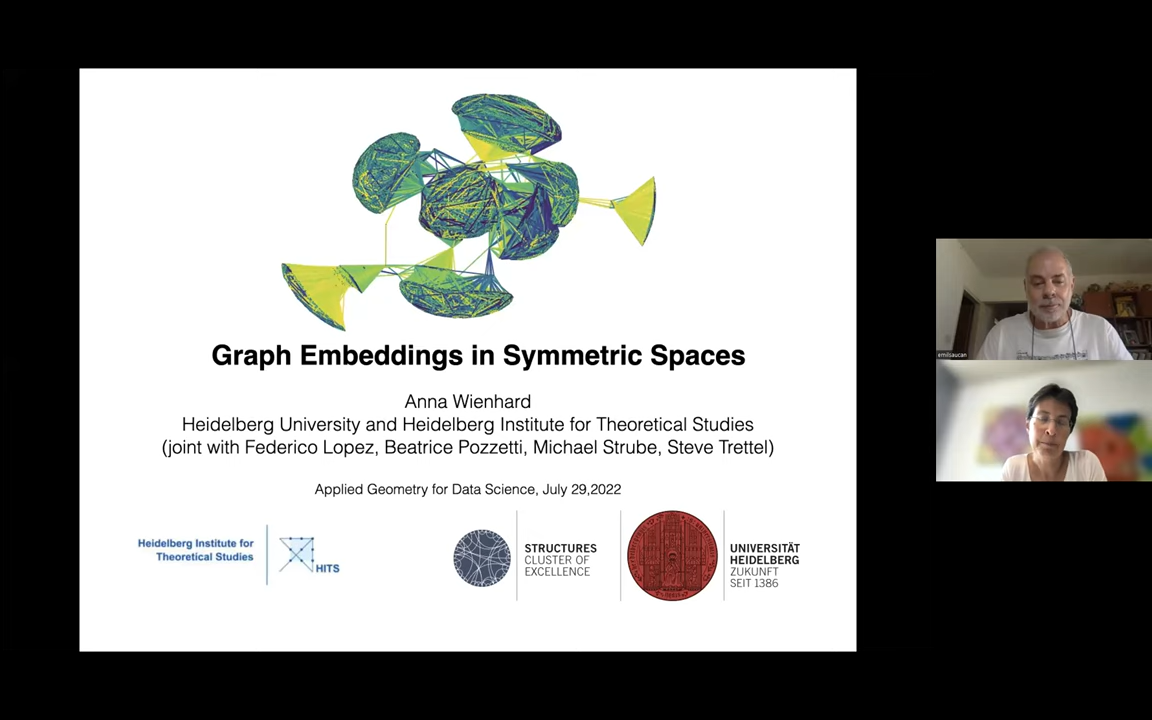 Graph Embeddings in Symmetric Spaces
Anna Wienhard
Heidelberg University and Heidelberg Institute for Theoretical Studies
(joint with Federico Lopez, Beatrice Pozzetti, Michael Strube, Steve Trettel)
Applied Geometry for Data Science, July 29,2022
Heidelberg Institute for
Theoretical Studies
HITS
STRUCTURES
CLUSTER OF
EXCELLENCE
UNIVERSITÄT
HEIDELBERG
ZUKUNFT
SEIT 1386
emilsaucan